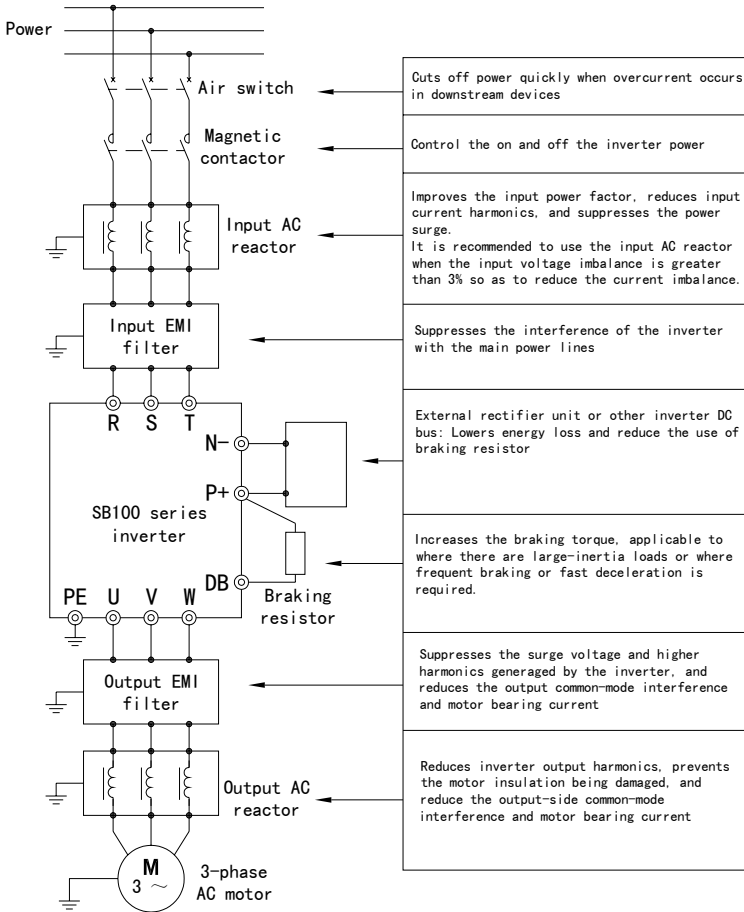 Power
Air switch
Cuts off power quickly when overcurrent occurs
in downstream devices
Magnetic
contactor
Control the on and off the inverter power
Input AC
reactor
Improves the input power factor, reduces input
current harmonics, and suppresses the power
surge.
It is recommended to use the input AC reactor
when the input voltage imbalance is greater
than 3% so as to reduce the current imbalance.
Input EMI
filter
Suppresses the interference of the inverter
with the main power lines
R S T
N-
P+
DB
SB100 series
inverter
PE U V W
External rectifier unit or other inverter DC
bus: Lowers energy loss and reduce the use of
braking resistor
Braking
resistor
Increases the braking torque, applicable to
where there are large-inertia loads or where
frequent braking or fast deceleration is
required.
Output EMI
filter
Suppresses the surge voltage and higher
harmonics generaged by the inverter, and
reduces the output common-mode interference
and motor bearing current
Output AC
reactor
Reduces inverter output harmonics, prevents
the motor insulation being damaged, and
reduce the output-side common-mode
interference and motor bearing current
M
3 ~
3-phase
AC motor